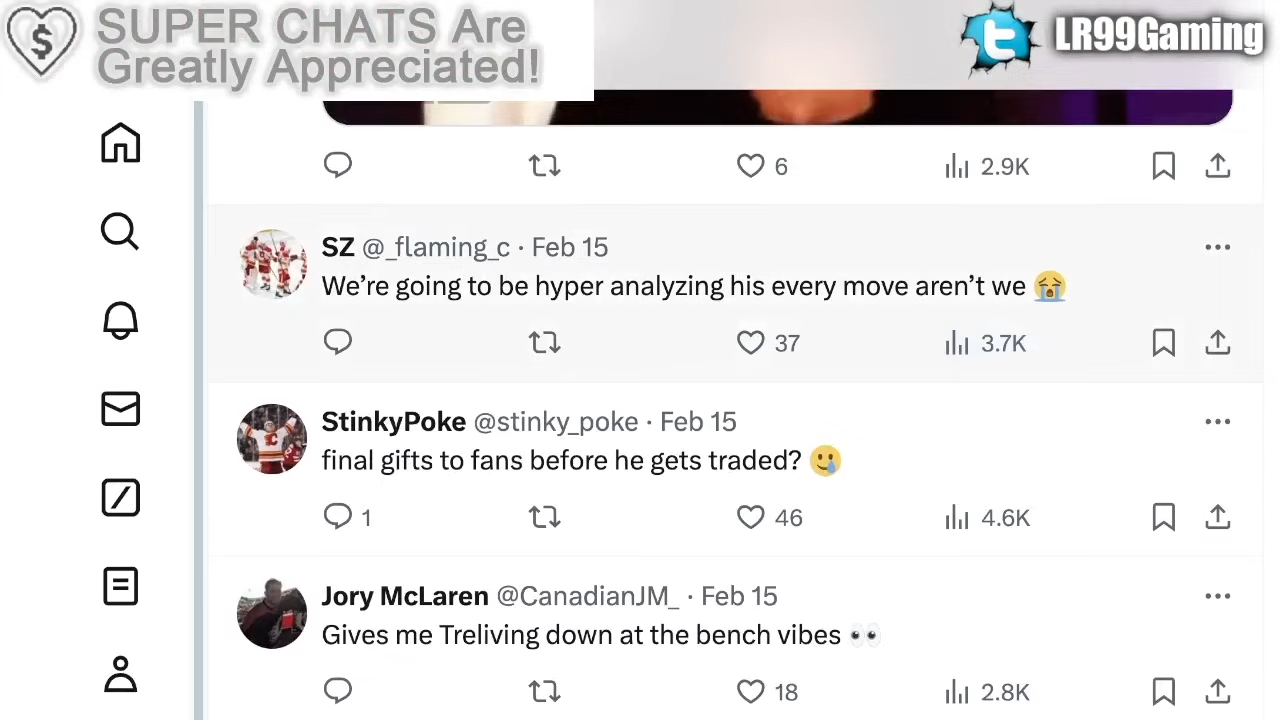 SUPER CHATS Are
Greatly Appreciated!
LR99Gaming
6
2.9K
SZ @_flaming_c · Feb 15
We’re going to be hyper analyzing his every move aren’t we 😭
37
3.7K
StinkyPoke @stinky_poke · Feb 15
final gifts to fans before he gets traded? 🥲
1
46
4.6K
Jory McLaren @CanadianJM_ · Feb 15
Gives me Treliving down at the bench vibes 👀
18
2.8K